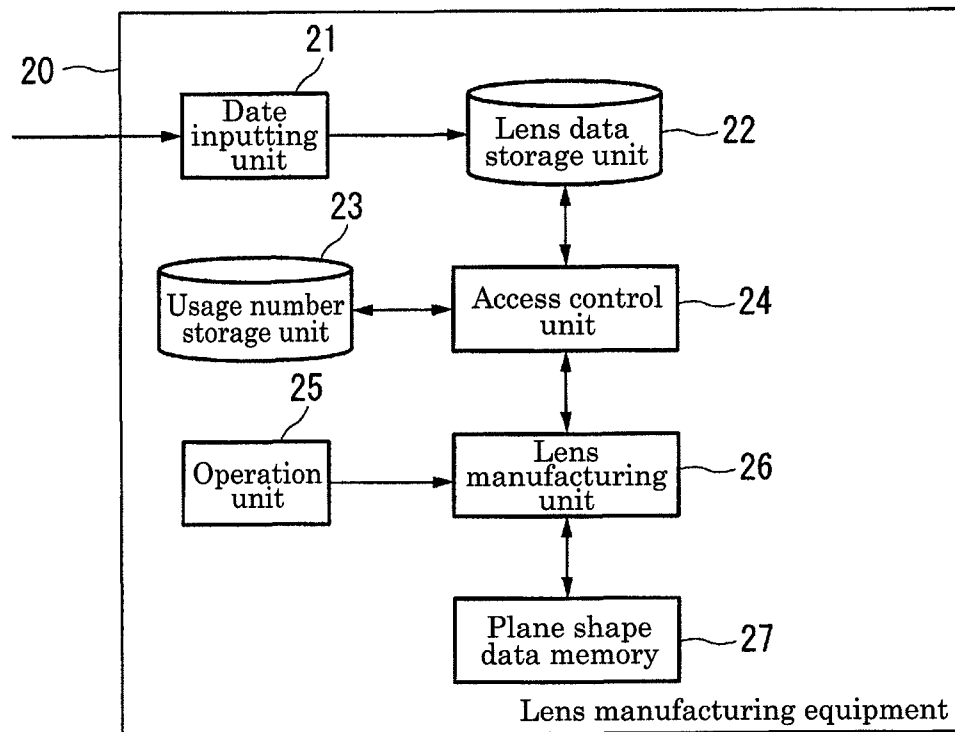 20
21
Date
inputting
unit
Lens data
storage unit
22
23
Usage number
storage unit
Access control
unit
24
25
Operation
unit
Lens
manufacturing
unit
26
Plane shape
data memory
27
Lens manufacturing equipment